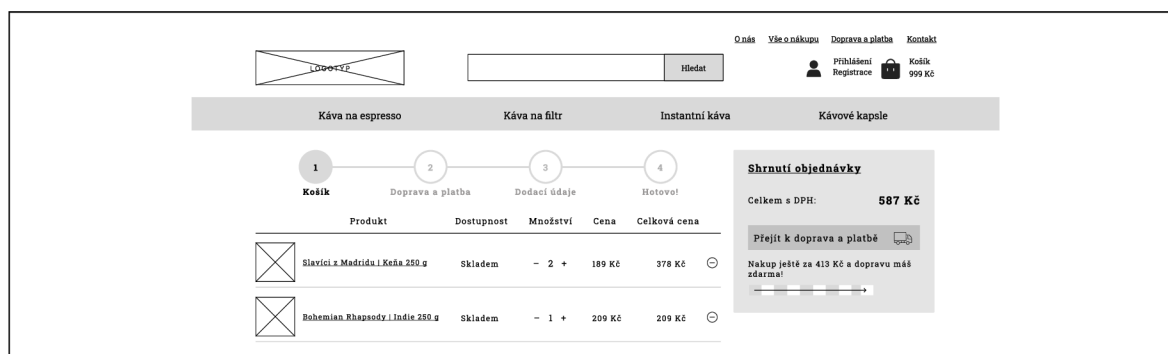 O nás Vše o nákupu Doprava a platba Kontakt
LOGOTYP
Hledat
Přihlášení
Registrace
Košík
999 Kč
Káva na espresso Káva na filtr Instantní káva Kávové kapsle
1 2 3 4
Košík Doprava a platba Dodací údaje Hotovo!
Produkt Dostupnost Množství Cena Celková cena
Slavíci z Madridu | Keňa 250 g Skladem – 2 + 189 Kč 378 Kč
Bohemian Rhapsody | Indie 250 g Skladem – 1 + 209 Kč 209 Kč
Shrnutí objednávky
Celkem s DPH: 587 Kč
Přejít k doprava a platbě
Nakup ještě za 413 Kč a dopravu máš
zdarma!